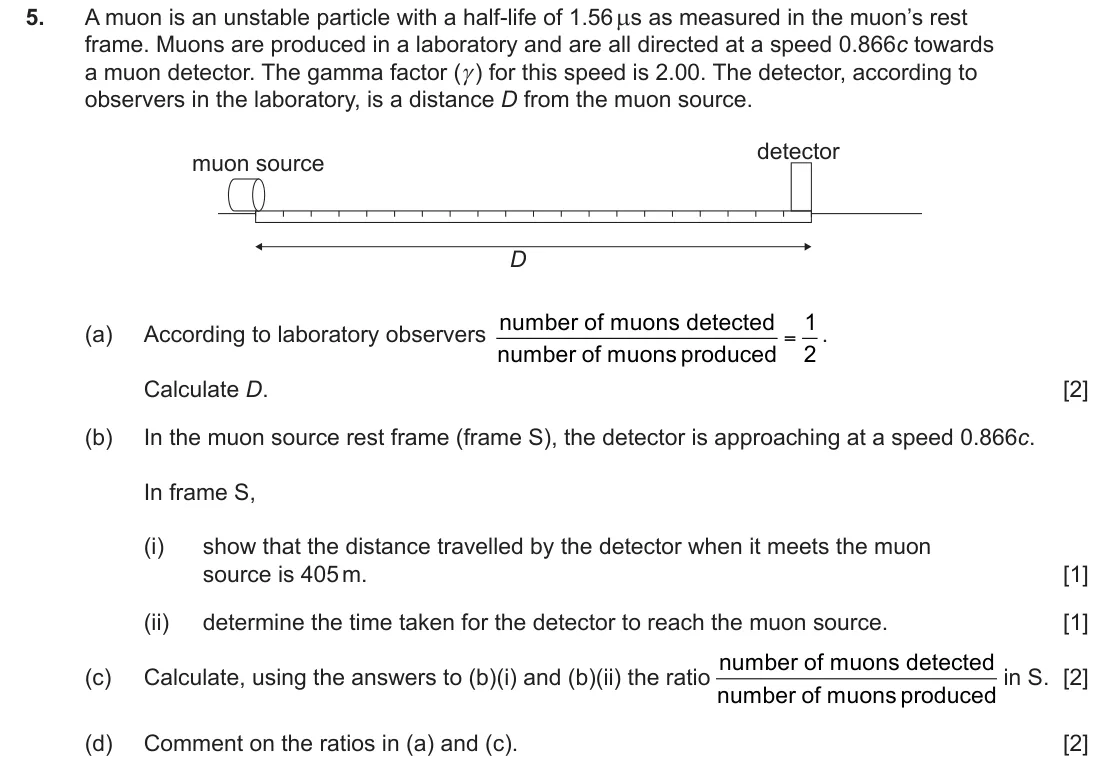 5. A muon is an unstable particle with a half-life of 1.56 μs as measured in the muon’s rest
frame. Muons are produced in a laboratory and are all directed at a speed 0.866c towards
a muon detector. The gamma factor (γ) for this speed is 2.00. The detector, according to
observers in the laboratory, is a distance D from the muon source.
muon source
detector
D
(a) According to laboratory observers number of muons detected / number of muons produced = 1/2.
Calculate D. [2]
(b) In the muon source rest frame (frame S), the detector is approaching at a speed 0.866c.
In frame S,
(i) show that the distance travelled by the detector when it meets the muon
source is 405 m. [1]
(ii) determine the time taken for the detector to reach the muon source. [1]
(c) Calculate, using the answers to (b)(i) and (b)(ii) the ratio number of muons detected / number of muons produced in S. [2]
(d) Comment on the ratios in (a) and (c). [2]